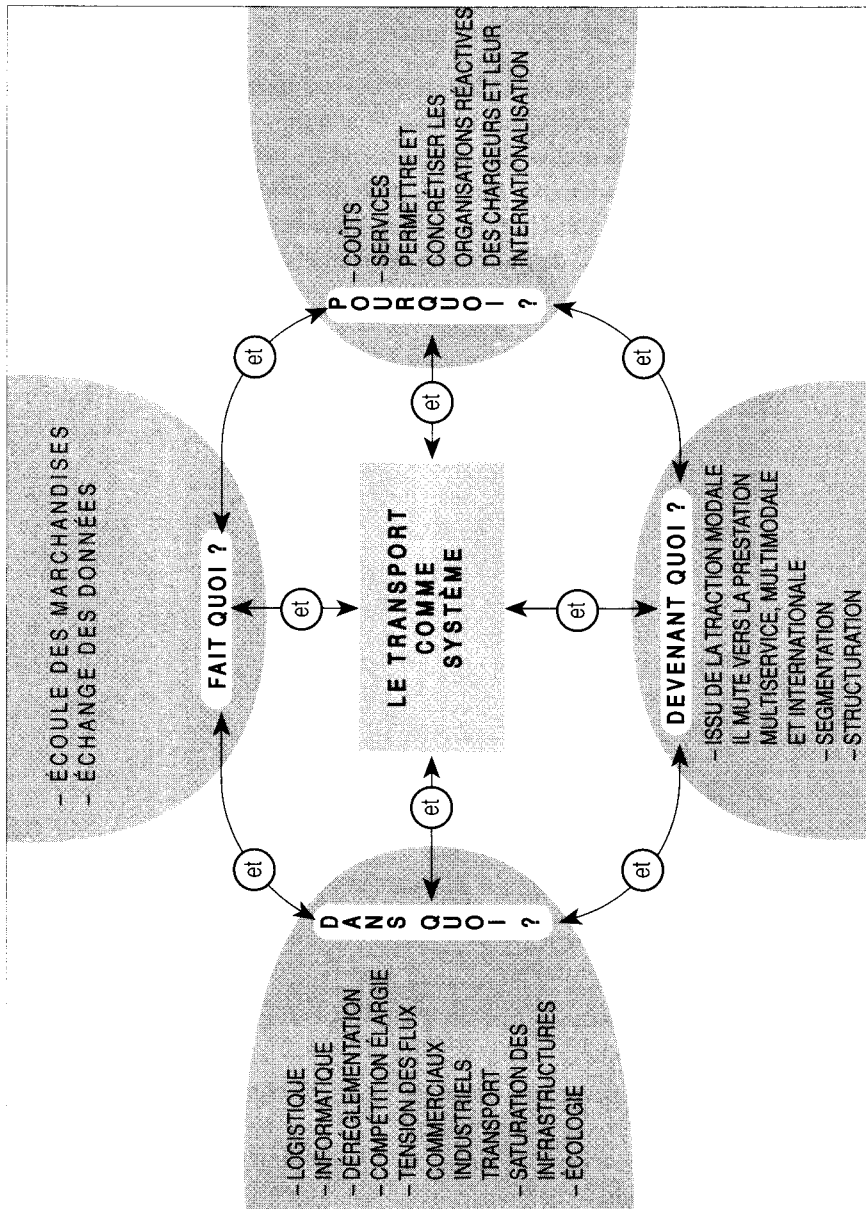 – ÉCOULE DES MARCHANDISES
– ÉCHANGE DES DONNÉES
FAIT QUOI ?
et
et
et
– LOGISTIQUE
– INFORMATIQUE
– DÉRÉGLEMENTATION
– COMPÉTITION ÉLARGIE
– TENSION DES FLUX
COMMERCIAUX
INDUSTRIELS
TRANSPORT
– SATURATION DES
INFRASTRUCTURES
– ÉCOLOGIE
DANS QUOI ?
et
LE TRANSPORT
COMME
SYSTÈME
et
POURQUOI ?
– COÛTS
– SERVICES
PERMETTRE ET
CONCRÉTISER LES
ORGANISATIONS RÉACTIVES
DES CHARGEURS ET LEUR
INTERNATIONALISATION
et
et
et
DEVENANT QUOI ?
– ISSU DE LA TRACTION MODALE
IL MUTE VERS LA PRESTATION
MULTISERVICE, MULTIMODALE
ET INTERNATIONALE
– SEGMENTATION
– STRUCTURATION